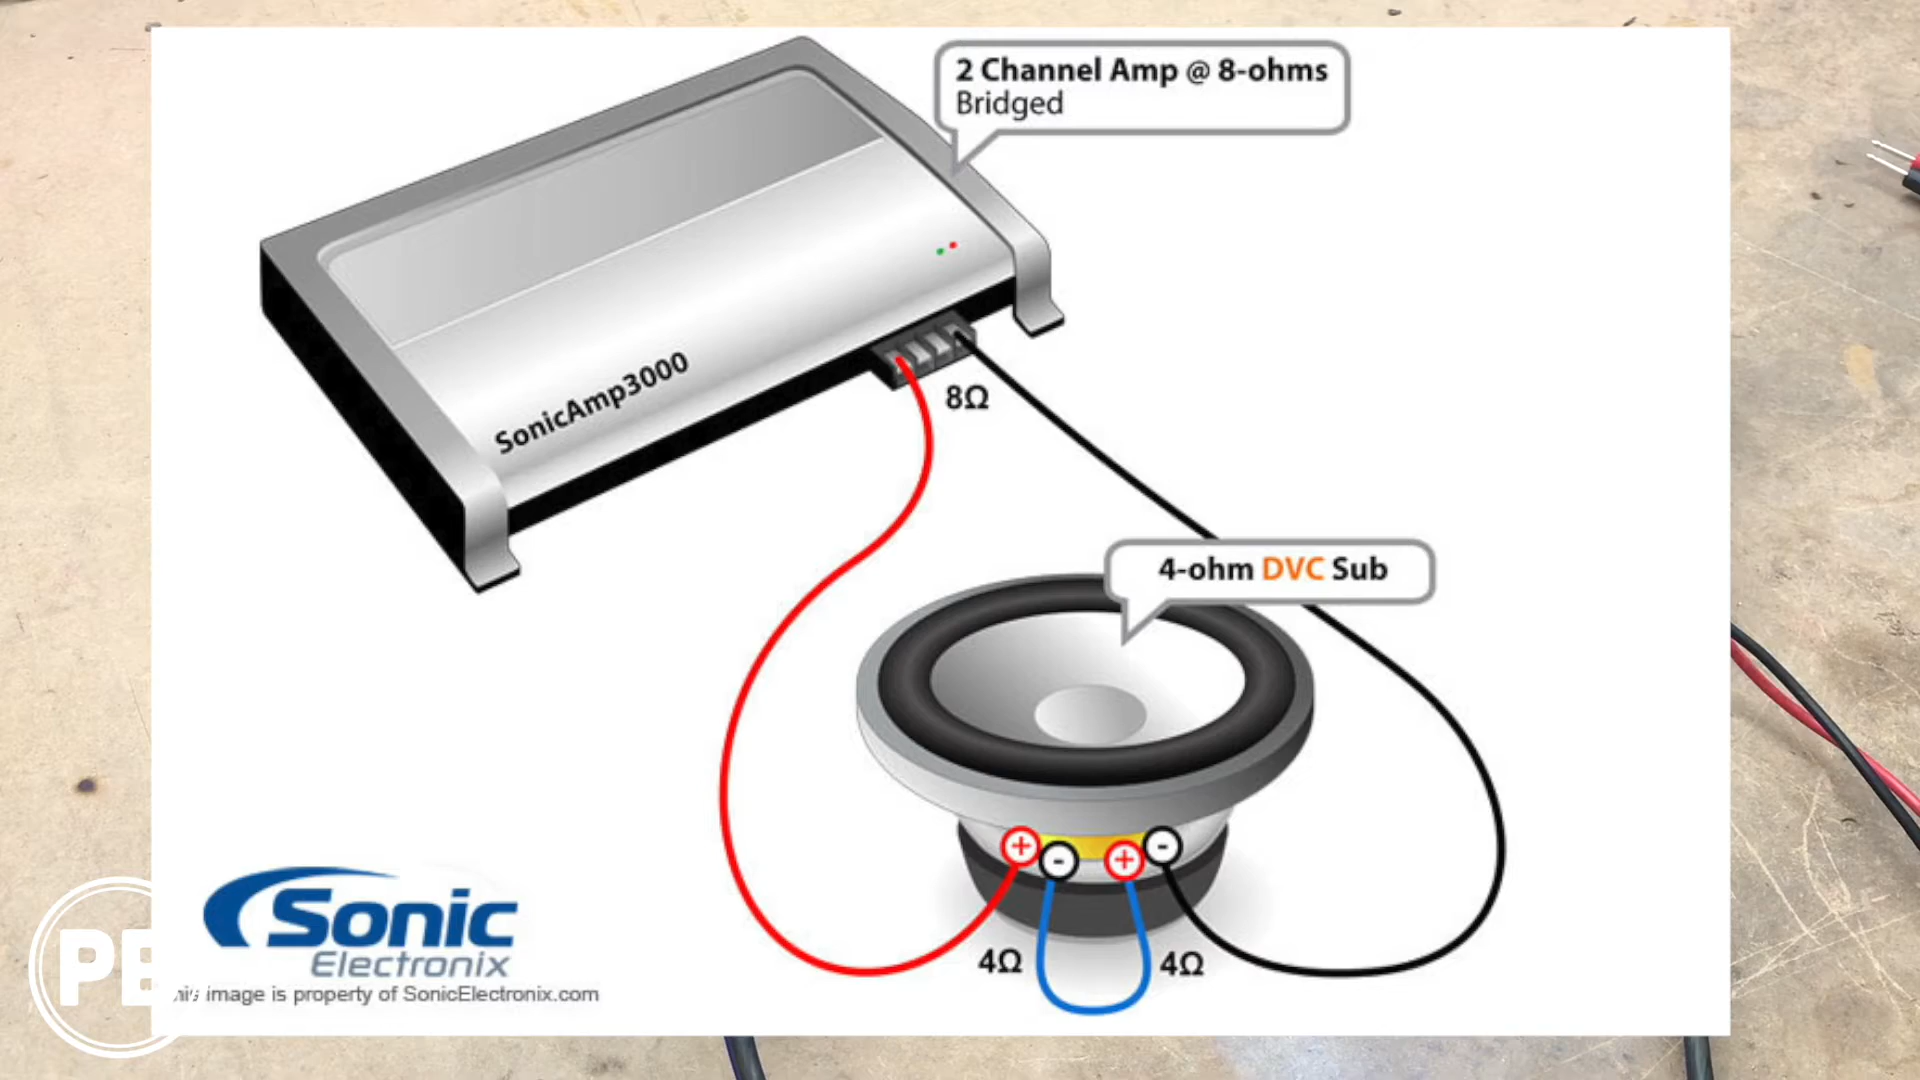 2 Channel Amp @ 8-ohms
Bridged
SonicAmp3000
8Ω
4-ohm DVC Sub
+ - + -
4Ω 4Ω
Sonic
Electronix
image is property of SonicElectronix.com